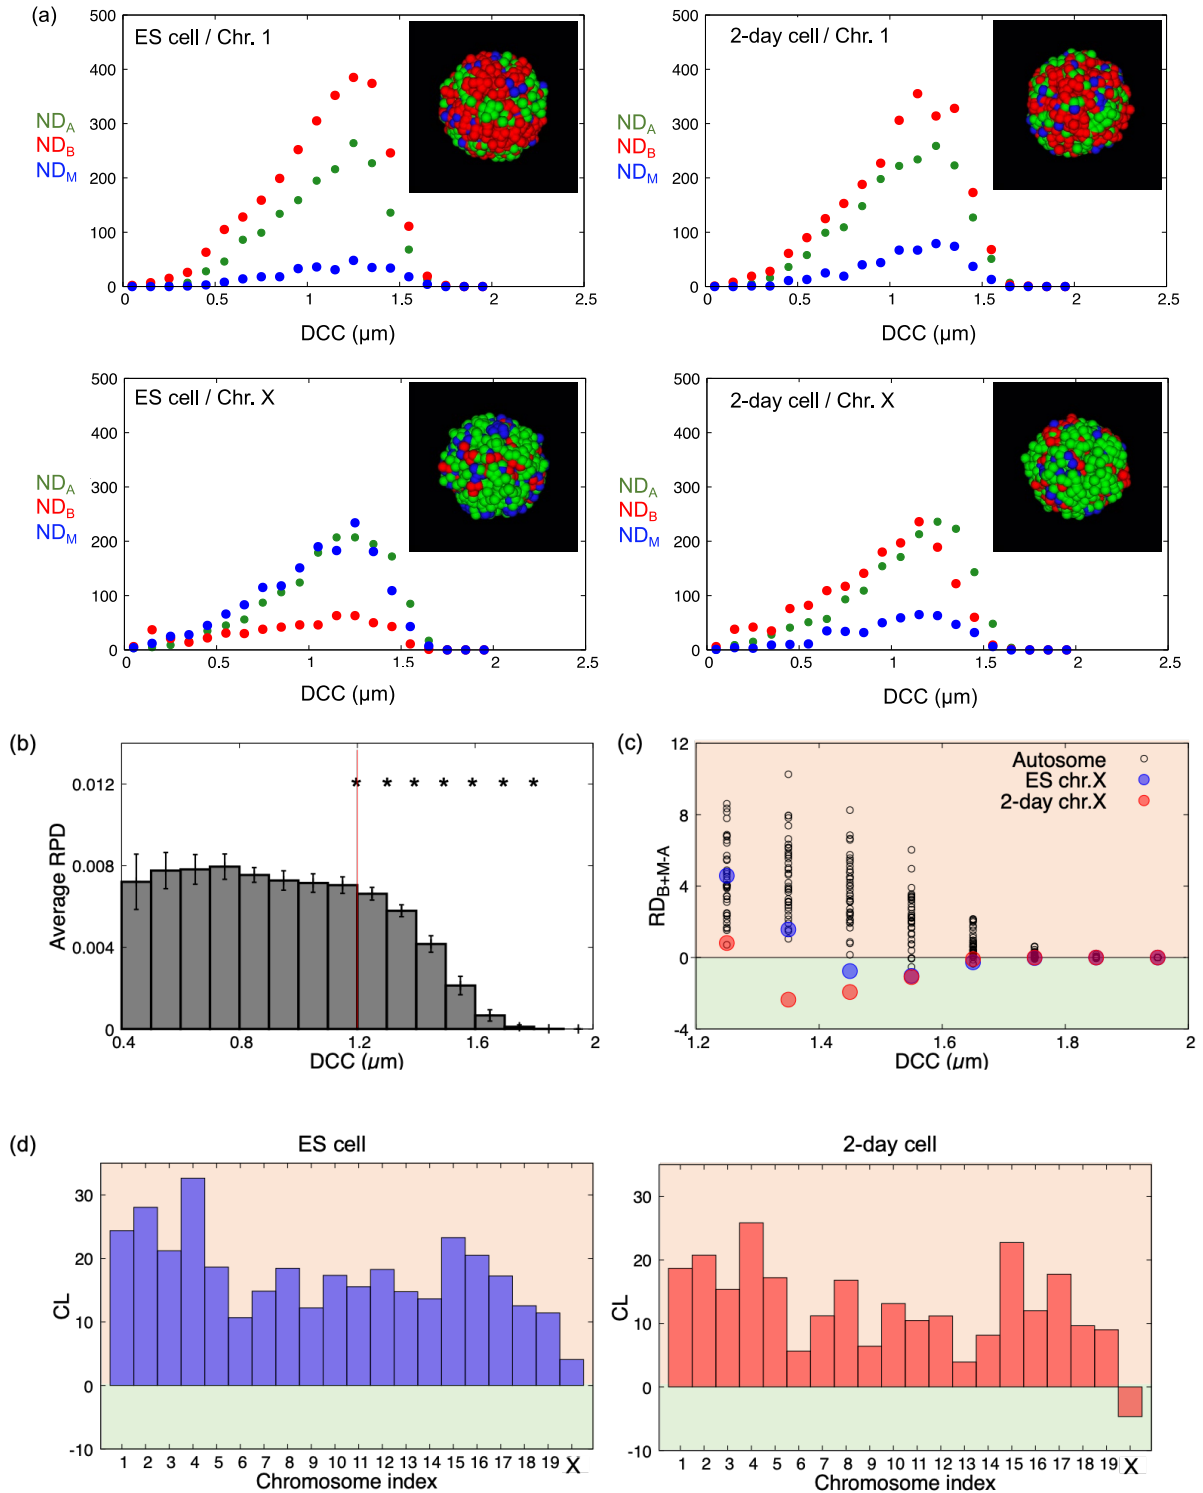 (a)
500
400
300
200
100
0
ND_A
ND_B
ND_M
ES cell / Chr. 1
0 0.5 1 1.5 2 2.5
DCC (µm)
500
400
300
200
100
0
ND_A
ND_B
ND_M
2-day cell / Chr. 1
0 0.5 1 1.5 2 2.5
DCC (µm)
500
400
300
200
100
0
ND_A
ND_B
ND_M
ES cell / Chr. X
0 0.5 1 1.5 2 2.5
DCC (µm)
500
400
300
200
100
0
ND_A
ND_B
ND_M
2-day cell / Chr. X
0 0.5 1 1.5 2 2.5
DCC (µm)
(b)
Average RPD
0.012
0.008
0.004
0
* * * * * * *
0.4 0.8 1.2 1.6 2
DCC (µm)
(c)
RD_B+M-A
12
8
4
0
-4
Autosome
ES chr.X
2-day chr.X
1.2 1.4 1.6 1.8 2
DCC (µm)
(d)
ES cell
CL
30
20
10
0
-10
1 2 3 4 5 6 7 8 9 10 11 12 13 14 15 16 17 18 19 X
Chromosome index
2-day cell
CL
30
20
10
0
-10
1 2 3 4 5 6 7 8 9 10 11 12 13 14 15 16 17 18 19 X
Chromosome index